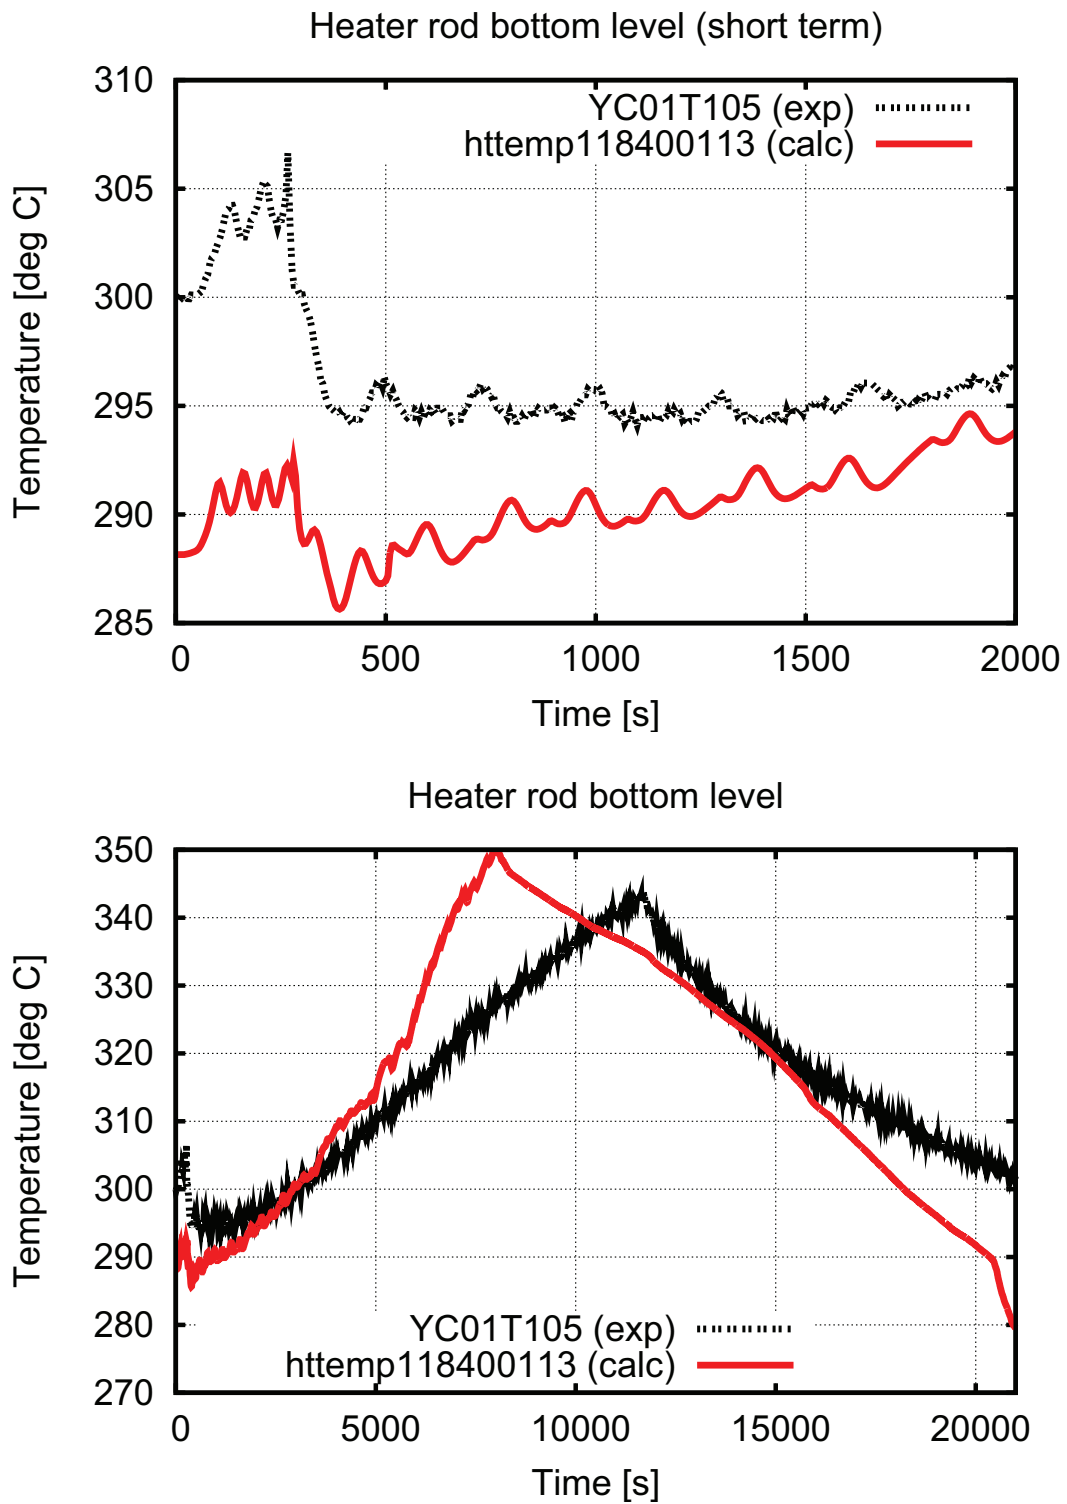 Heater rod bottom level (short term)
310
305
300
295
290
285
Temperature [deg C]
YC01T105 (exp)
httemp118400113 (calc)
0 500 1000 1500 2000
Time [s]
Heater rod bottom level
350
340
330
320
310
300
290
280
270
Temperature [deg C]
YC01T105 (exp)
httemp118400113 (calc)
0 5000 10000 15000 20000
Time [s]